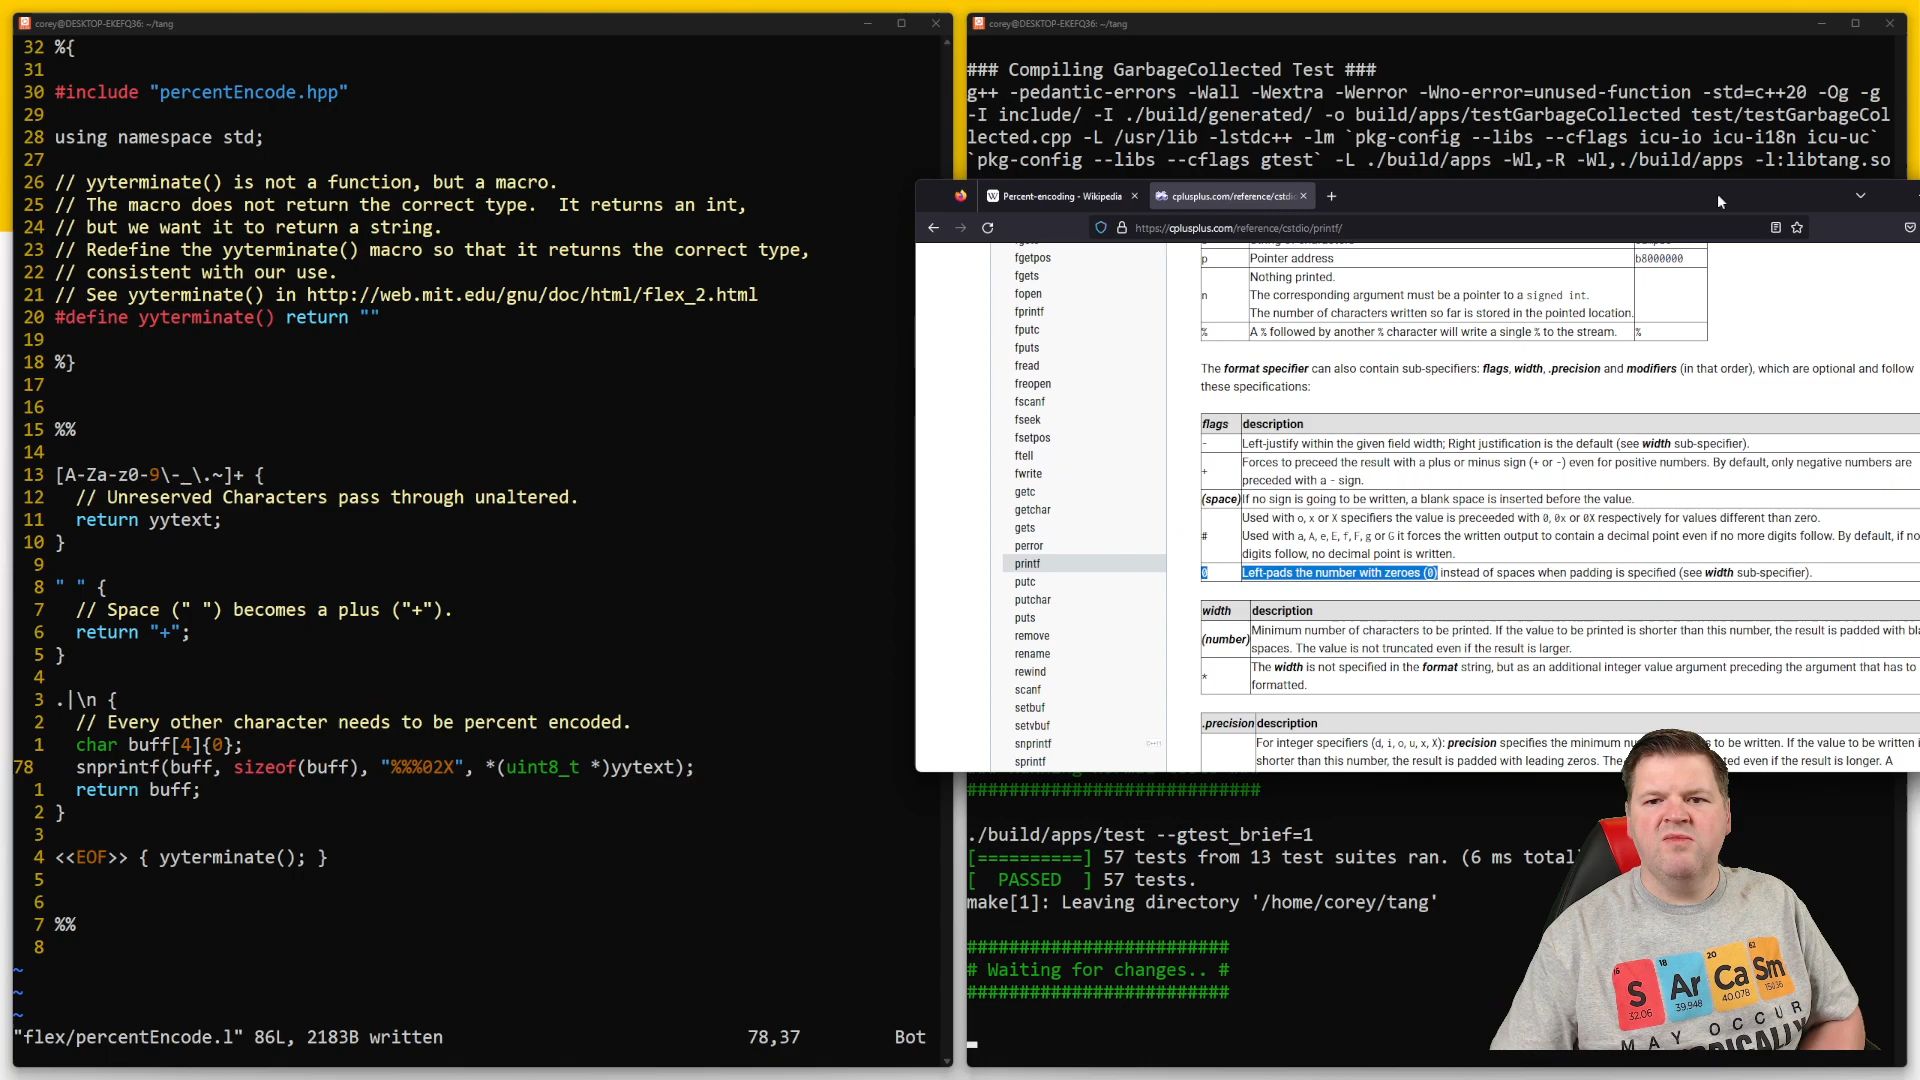 corey@DESKTOP-EKEFQ36: ~/tang
32 %{
31
30 #include "percentEncode.hpp"
29
28 using namespace std;
27
26 // yyterminate() is not a function, but a macro.
25 // The macro does not return the correct type.  It returns an int,
24 // but we want it to return a string.
23 // Redefine the yyterminate() macro so that it returns the correct type,
22 // consistent with our use.
21 // See yyterminate() in http://web.mit.edu/gnu/doc/html/flex_2.html
20 #define yyterminate() return ""
19
18 %}
17
16
15 %%
14
13 [A-Za-z0-9\-_\.~]+ {
12   // Unreserved Characters pass through unaltered.
11   return yytext;
10 }
9
8 " " {
7   // Space (" ") becomes a plus ("+").
6   return "+";
5 }
4
3 .|\n {
2   // Every other character needs to be percent encoded.
1   char buff[4]{0};
78   snprintf(buff, sizeof(buff), "%%%02X", *(uint8_t *)yytext);
1   return buff;
2 }
3
4 <<EOF>> { yyterminate(); }
5
6
7 %%
8
~
~
~
"flex/percentEncode.l" 86L, 2183B written 78,37 Bot
corey@DESKTOP-EKEFQ36: ~/tang
### Compiling GarbageCollected Test ###
g++ -pedantic-errors -Wall -Wextra -Werror -Wno-error=unused-function -std=c++20 -Og -g
-I include/ -I ./build/generated/ -o build/apps/testGarbageCollected test/testGarbageCol
lected.cpp -L /usr/lib -lstdc++ -lm `pkg-config --libs --cflags icu-io icu-i18n icu-uc`
`pkg-config --libs --cflags gtest` -L ./build/apps -Wl,-R -Wl,./build/apps -l:libtang.so
Percent-encoding - Wikipedia
cplusplus.com/reference/cstdi
https://cplusplus.com/reference/cstdio/printf/
fgetpos
fgets
fopen
fprintf
fputc
fputs
fread
freopen
fscanf
fseek
fsetpos
ftell
fwrite
getc
getchar
gets
perror
printf
putc
putchar
puts
remove
rename
rewind
scanf
setbuf
setvbuf
snprintf
sprintf
p Pointer address b8000000
n Nothing printed.
The corresponding argument must be a pointer to a signed int.
The number of characters written so far is stored in the pointed location.
% A % followed by another % character will write a single % to the stream. %
The format specifier can also contain sub-specifiers: flags, width, .precision and modifiers (in that order), which are optional and follow
these specifications:
flags description
- Left-justify within the given field width; Right justification is the default (see width sub-specifier).
+ Forces to preceed the result with a plus or minus sign (+ or -) even for positive numbers. By default, only negative numbers are
preceded with a - sign.
(space) If no sign is going to be written, a blank space is inserted before the value.
# Used with o, x or X specifiers the value is preceeded with 0, 0x or 0X respectively for values different than zero.
Used with a, A, e, E, f, F, g or G it forces the written output to contain a decimal point even if no more digits follow. By default, if no
digits follow, no decimal point is written.
0 Left-pads the number with zeroes (0) instead of spaces when padding is specified (see width sub-specifier).
width description
(number) Minimum number of characters to be printed. If the value to be printed is shorter than this number, the result is padded with bla
spaces. The value is not truncated even if the result is larger.
* The width is not specified in the format string, but as an additional integer value argument preceding the argument that has to
formatted.
.precision description
For integer specifiers (d, i, o, u, x, X): precision specifies the minimum to be written. If the value to be written i
shorter than this number, the result is padded with leading zeros. The even if the result is longer. A
###########################
./build/apps/test --gtest_brief=1
[==========] 57 tests from 13 test suites ran. (6 ms total
[  PASSED  ] 57 tests.
make[1]: Leaving directory '/home/corey/tang'
#########################
# Waiting for changes.. #
#########################
16 18 20 62
S Ar Ca Sm
32.06 39.948 40.078 150.36
MAY OCCUR